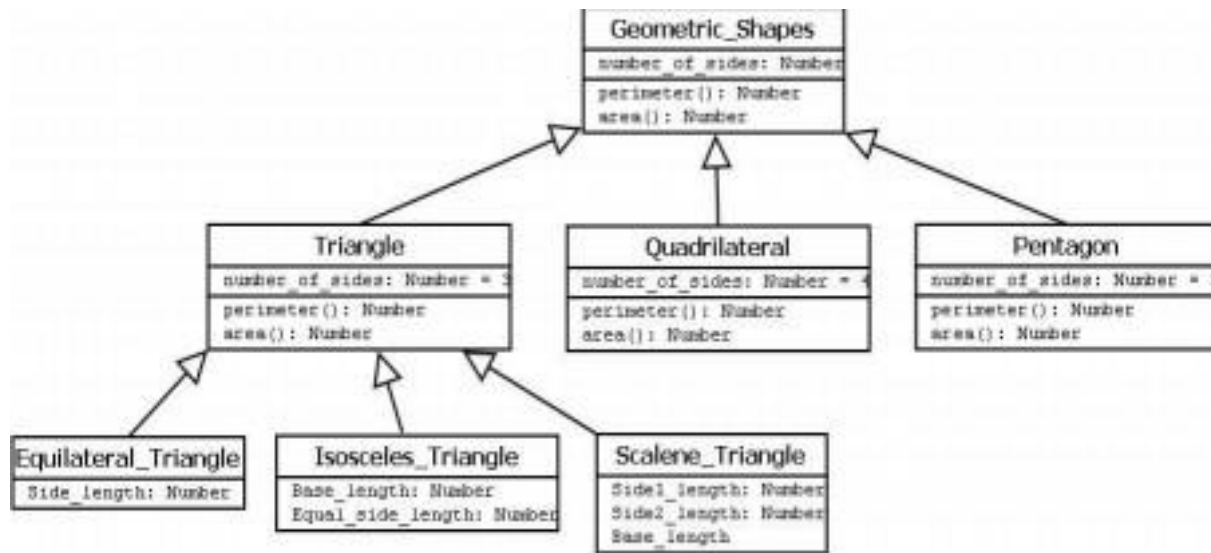 Geometric_Shapes
number_of_sides: Number
perimeter(): Number
area(): Number
Triangle
number_of_sides: Number = 3
perimeter(): Number
area(): Number
Quadrilateral
number_of_sides: Number = 4
perimeter(): Number
area(): Number
Pentagon
number_of_sides: Number =
perimeter(): Number
area(): Number
Equilateral_Triangle
Side_length: Number
Isosceles_Triangle
Base_length: Number
Equal_side_length: Number
Scalene_Triangle
Side1_length: Number
Side2_length: Number
Base_length